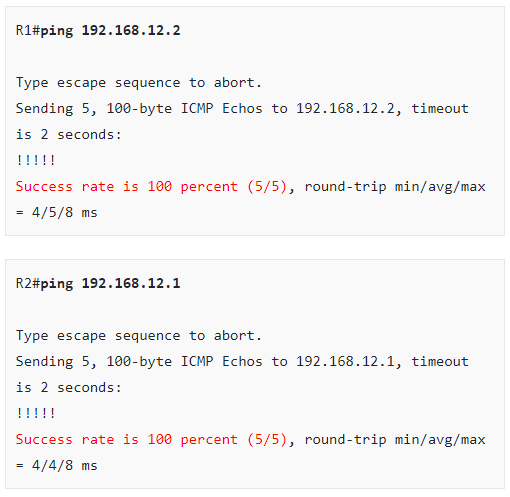 R1#ping 192.168.12.2
Type escape sequence to abort.
Sending 5, 100-byte ICMP Echos to 192.168.12.2, timeout
is 2 seconds:
!!!!!
Success rate is 100 percent (5/5), round-trip min/avg/max
= 4/5/8 ms
R2#ping 192.168.12.1
Type escape sequence to abort.
Sending 5, 100-byte ICMP Echos to 192.168.12.1, timeout
is 2 seconds:
!!!!!
Success rate is 100 percent (5/5), round-trip min/avg/max
= 4/4/8 ms